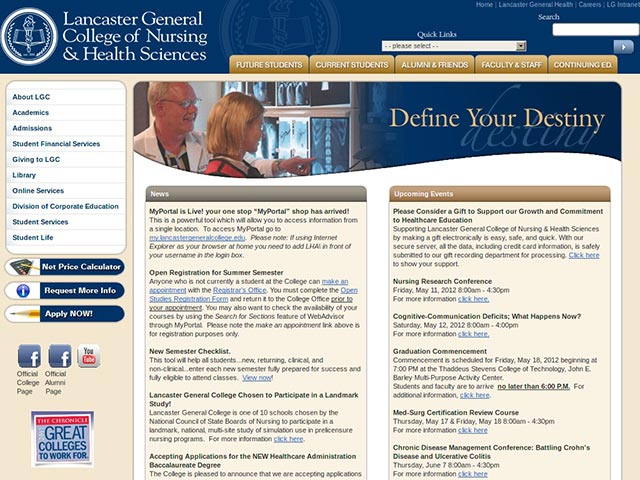 Home | Lancaster General Health | Careers | LG Intranet
Lancaster General
College of Nursing
& Health Sciences
Search
Quick Links
- - please select - -
FUTURE STUDENTS
CURRENT STUDENTS
ALUMNI & FRIENDS
FACULTY & STAFF
CONTINUING ED.
About LGC
Academics
Admissions
Student Financial Services
Giving to LGC
Library
Online Services
Division of Corporate Education
Student Services
Student Life
Net Price Calculator
Request More Info
Apply NOW!
Official
College
Page
Official
Alumni
Page
You
Tube
THE CHRONICLE
GREAT
COLLEGES
TO WORK FOR.
Define Your Destiny
destiny
News
MyPortal is Live! your one stop “MyPortal” shop has arrived!
This is a powerful tool which will allow you to access information
from a single location. To access MyPortal go to
my.lancastergeneralcollege.edu. Please note: If using Internet
Explorer as your browser at home you need to add LHA\ in front of
your username in the login box.
Open Registration for Summer Semester
Anyone who is not currently a student at the College can make an
appointment with the Registrar's Office. You must complete the Open
Studies Registration Form and return it to the College Office prior to
your appointment. You may also want to check the availability of your
courses by using the Search for Sections feature of WebAdvisor
through MyPortal. Please note the make an appointment link above is
for registration purposes only.
New Semester Checklist.
This tool will help all students...new, returning, clinical, and
non-clinical...enter each new semester fully prepared for success and
fully eligible to attend classes. View now!
Lancaster General College Chosen to Participate in a Landmark
Study!
Lancaster General College is one of 10 schools chosen by the
National Council of State Boards of Nursing to participate in a
landmark, national, multi-site study of simulation use in prelicensure
nursing programs. For more information click here.
Accepting Applications for the NEW Healthcare Administration
Baccalaureate Degree
The College is pleased to announce that we are accepting applications
Upcoming Events
Please Consider a Gift to Support our Growth and Commitment
to Healthcare Education
Supporting Lancaster General College of Nursing & Health Sciences
by making a gift electronically is easy, safe, and quick. With our
secure server, all the data, including credit card information, is safely
submitted to our gift recording department for processing. Click here
to show your support.
Nursing Research Conference
Friday, May 11, 2012 8:00am - 4:30pm
For more information click here.
Cognitive-Communication Deficits; What Happens Now?
Saturday, May 12, 2012 8:00am - 4:00pm
For more information, click here.
Graduation Commencement
Commencement is scheduled for Friday, May 18, 2012 beginning at
7:00 PM at the Thaddeus Stevens College of Technology, John E.
Barley Multi-Purpose Activity Center.
Students and faculty are to arrive no later than 6:00 P.M. For
additional information, click here.
Med-Surg Certification Review Course
Thursday, May 17 & Friday, May 18 8:00am - 4:30pm
For more information click here.
Chronic Disease Management Conference: Battling Crohn's
Disease and Ulcerative Colitis
Thursday, June 7 8:00am - 4:30pm
For more information click here